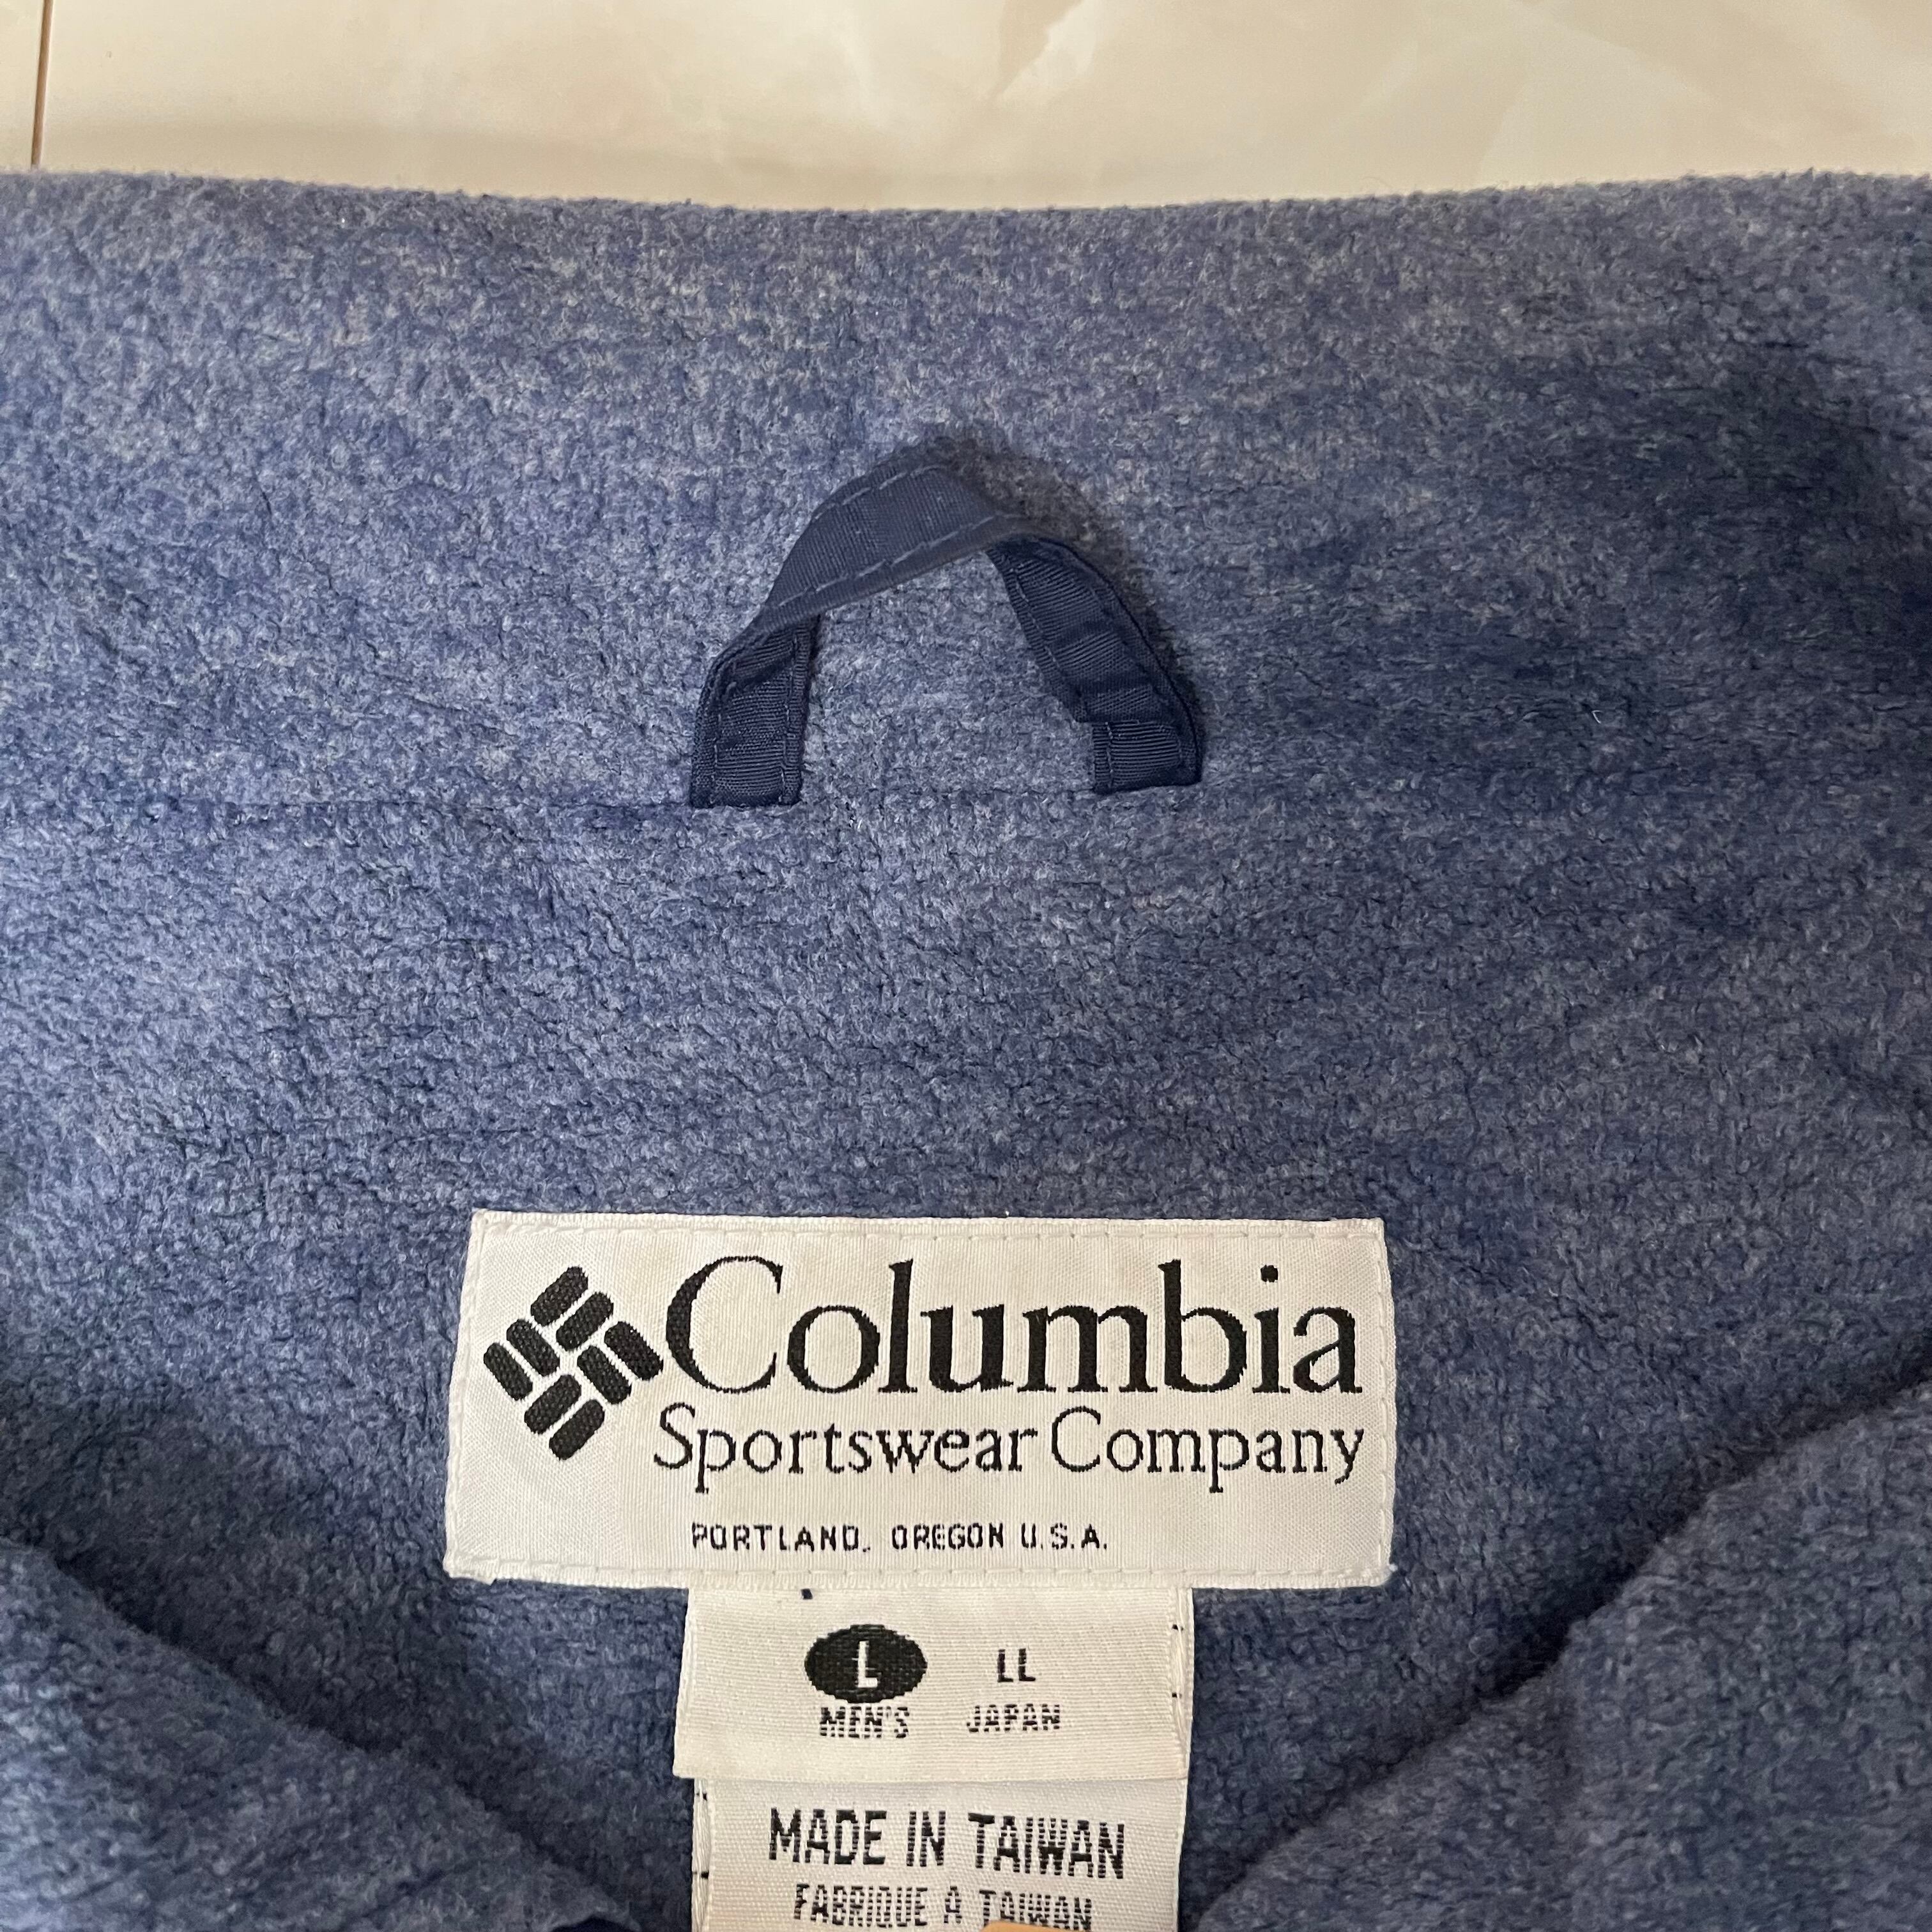 Columbia
Sportswear Company
PORTLAND, OREGON U.S.A.
L LL
MEN'S JAPAN
MADE IN TAIWAN
FABRIQUE A TAIWAN